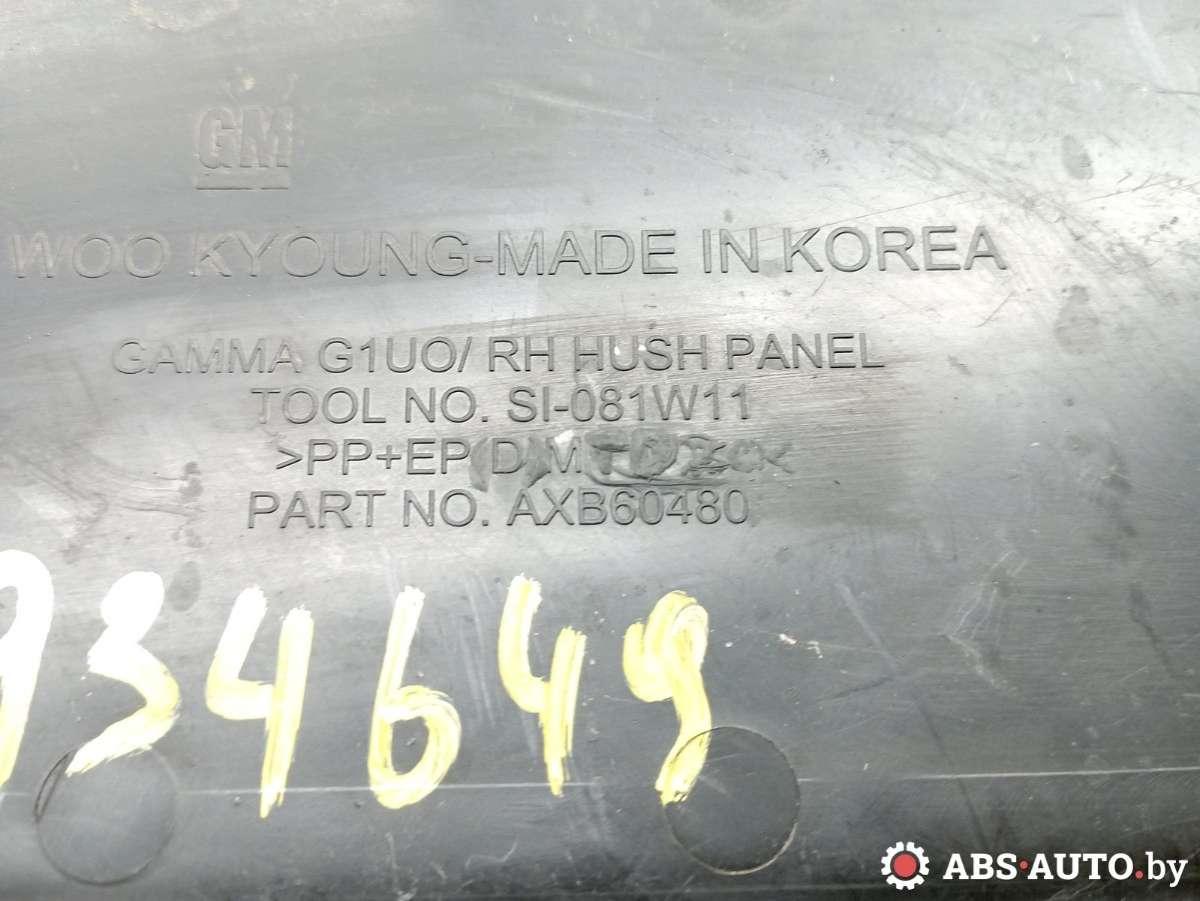 GM
WOO KYOUNG-MADE IN KOREA
GAMMA G1UO/ RH HUSH PANEL
TOOL NO. SI-081W11
>PP+EP(D)M
PART NO. AXB60480
934649
ABS·AUTO.by